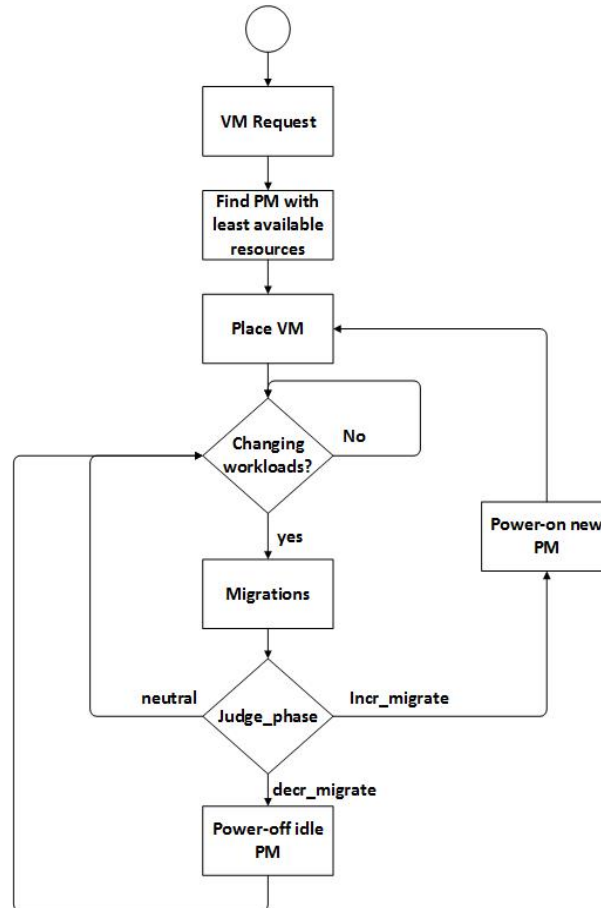 VM Request
Find PM with
least available
resources
Place VM
Changing
workloads?
No
yes
Power-on new
PM
Migrations
neutral
Judge_phase
Incr_migrate
decr_migrate
Power-off idle
PM